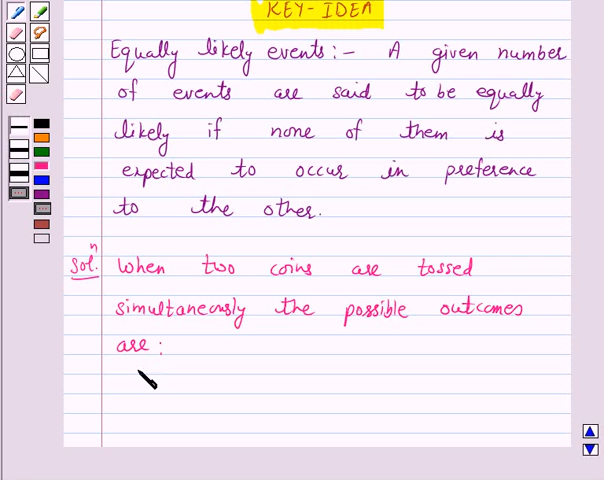 KEY-IDEA
Equally likely events:- A given number
of events are said to be equally
likely if none of them is
expected to occur in preference
to the other.
Solⁿ. When two coins are tossed
simultaneously the possible outcomes
are: